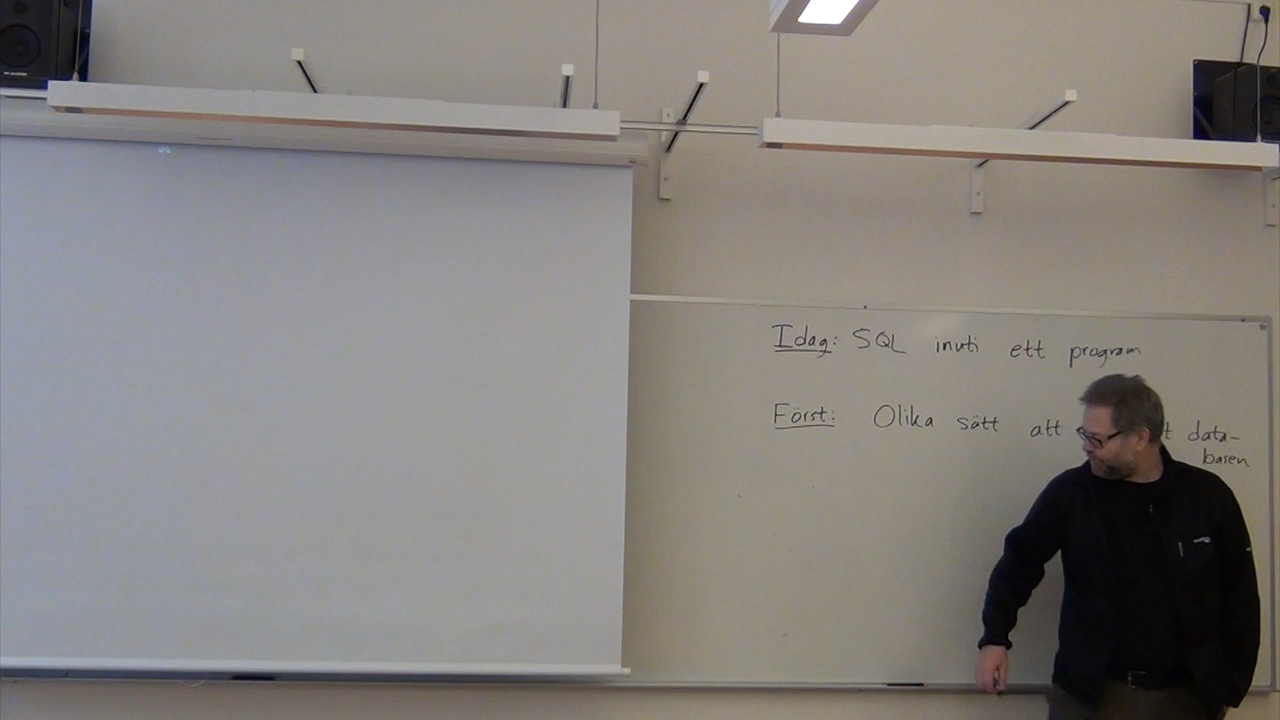 Idag: SQL inuti ett program
Först: Olika sätt att data-
basen